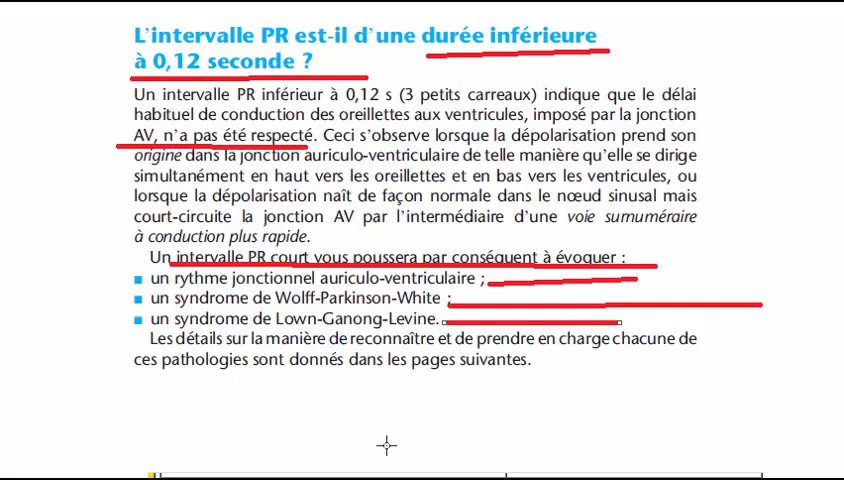 L’intervalle PR est-il d’une durée inférieure
à 0,12 seconde ?
Un intervalle PR inférieur à 0,12 s (3 petits carreaux) indique que le délai
habituel de conduction des oreillettes aux ventricules, imposé par la jonction
AV, n’a pas été respecté. Ceci s’observe lorsque la dépolarisation prend son
origine dans la jonction auriculo-ventriculaire de telle manière qu’elle se dirige
simultanément en haut vers les oreillettes et en bas vers les ventricules, ou
lorsque la dépolarisation naît de façon normale dans le nœud sinusal mais
court-circuite la jonction AV par l’intermédiaire d’une voie surnuméraire
à conduction plus rapide.
Un intervalle PR court vous poussera par conséquent à évoquer :
■ un rythme jonctionnel auriculo-ventriculaire ;
■ un syndrome de Wolff-Parkinson-White ;
■ un syndrome de Lown-Ganong-Levine.
Les détails sur la manière de reconnaître et de prendre en charge chacune de
ces pathologies sont donnés dans les pages suivantes.